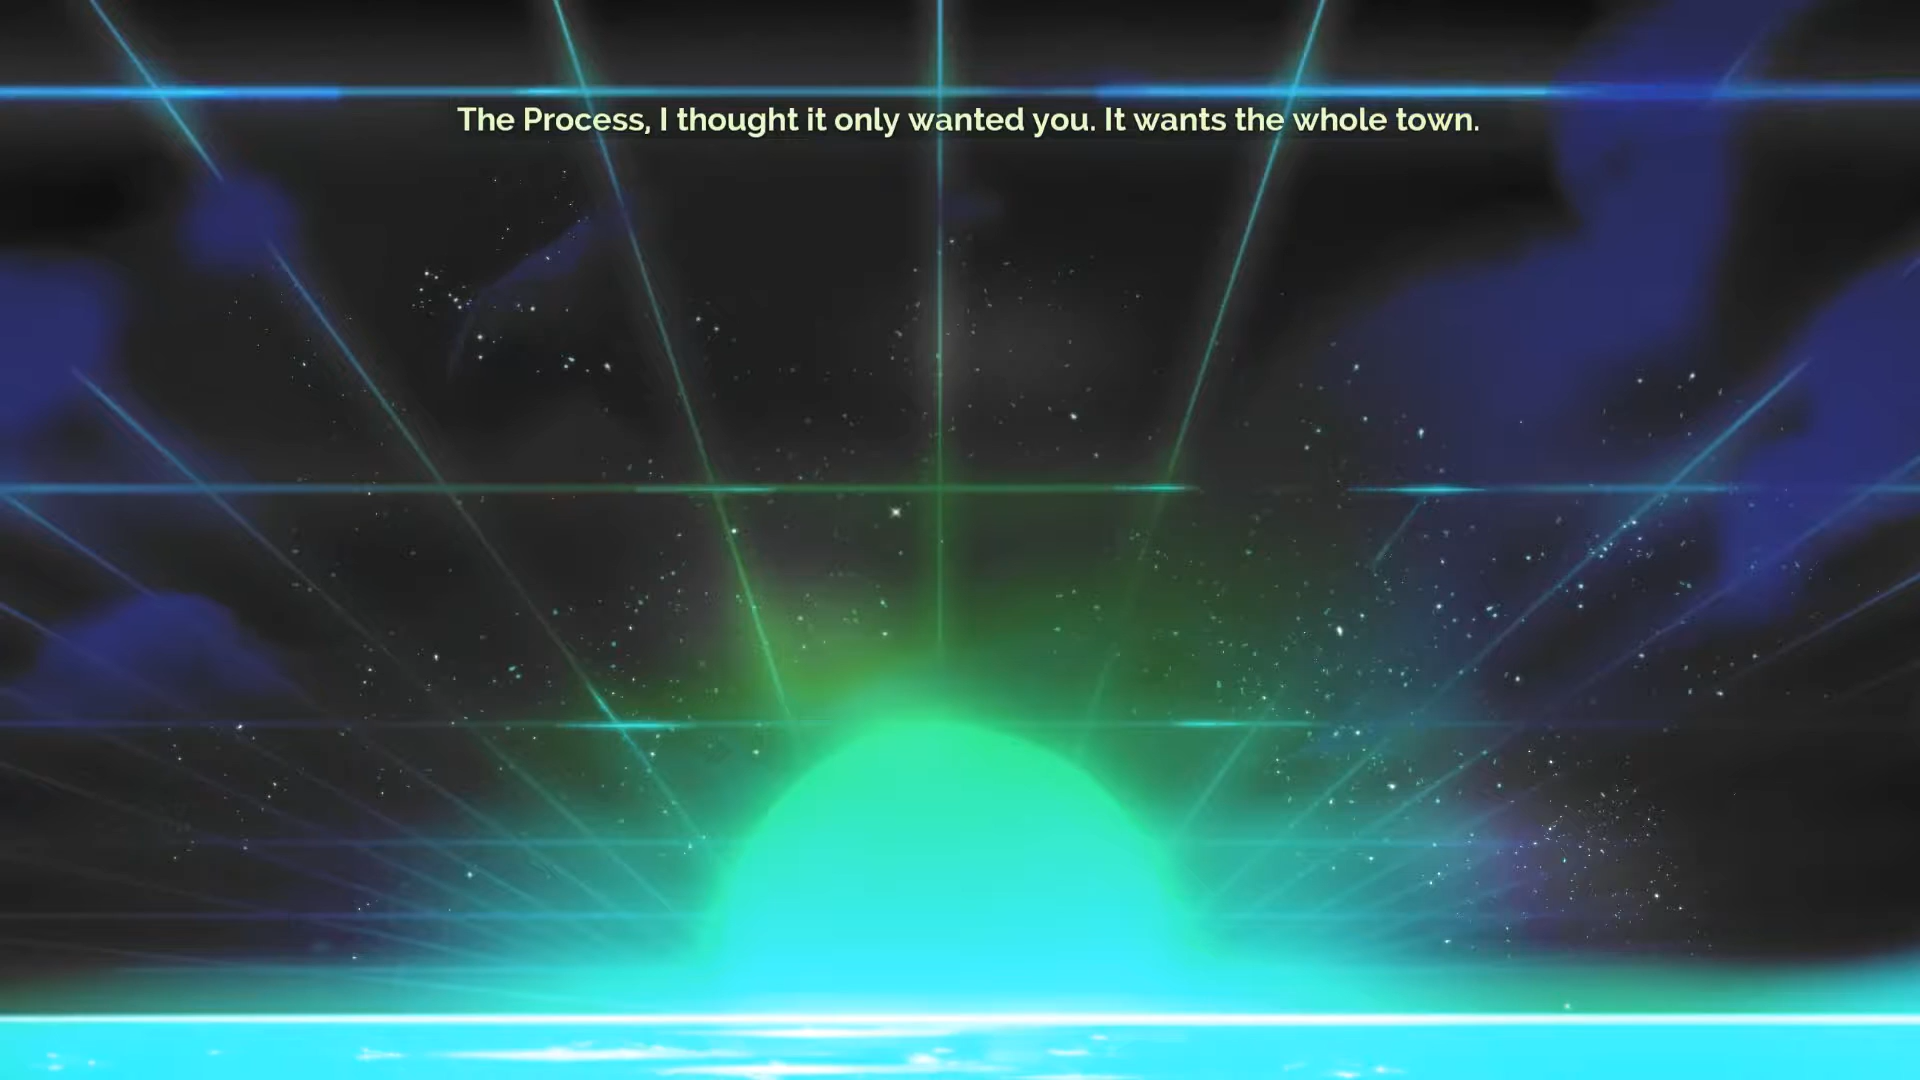 The Process, I thought it only wanted you. It wants the whole town.